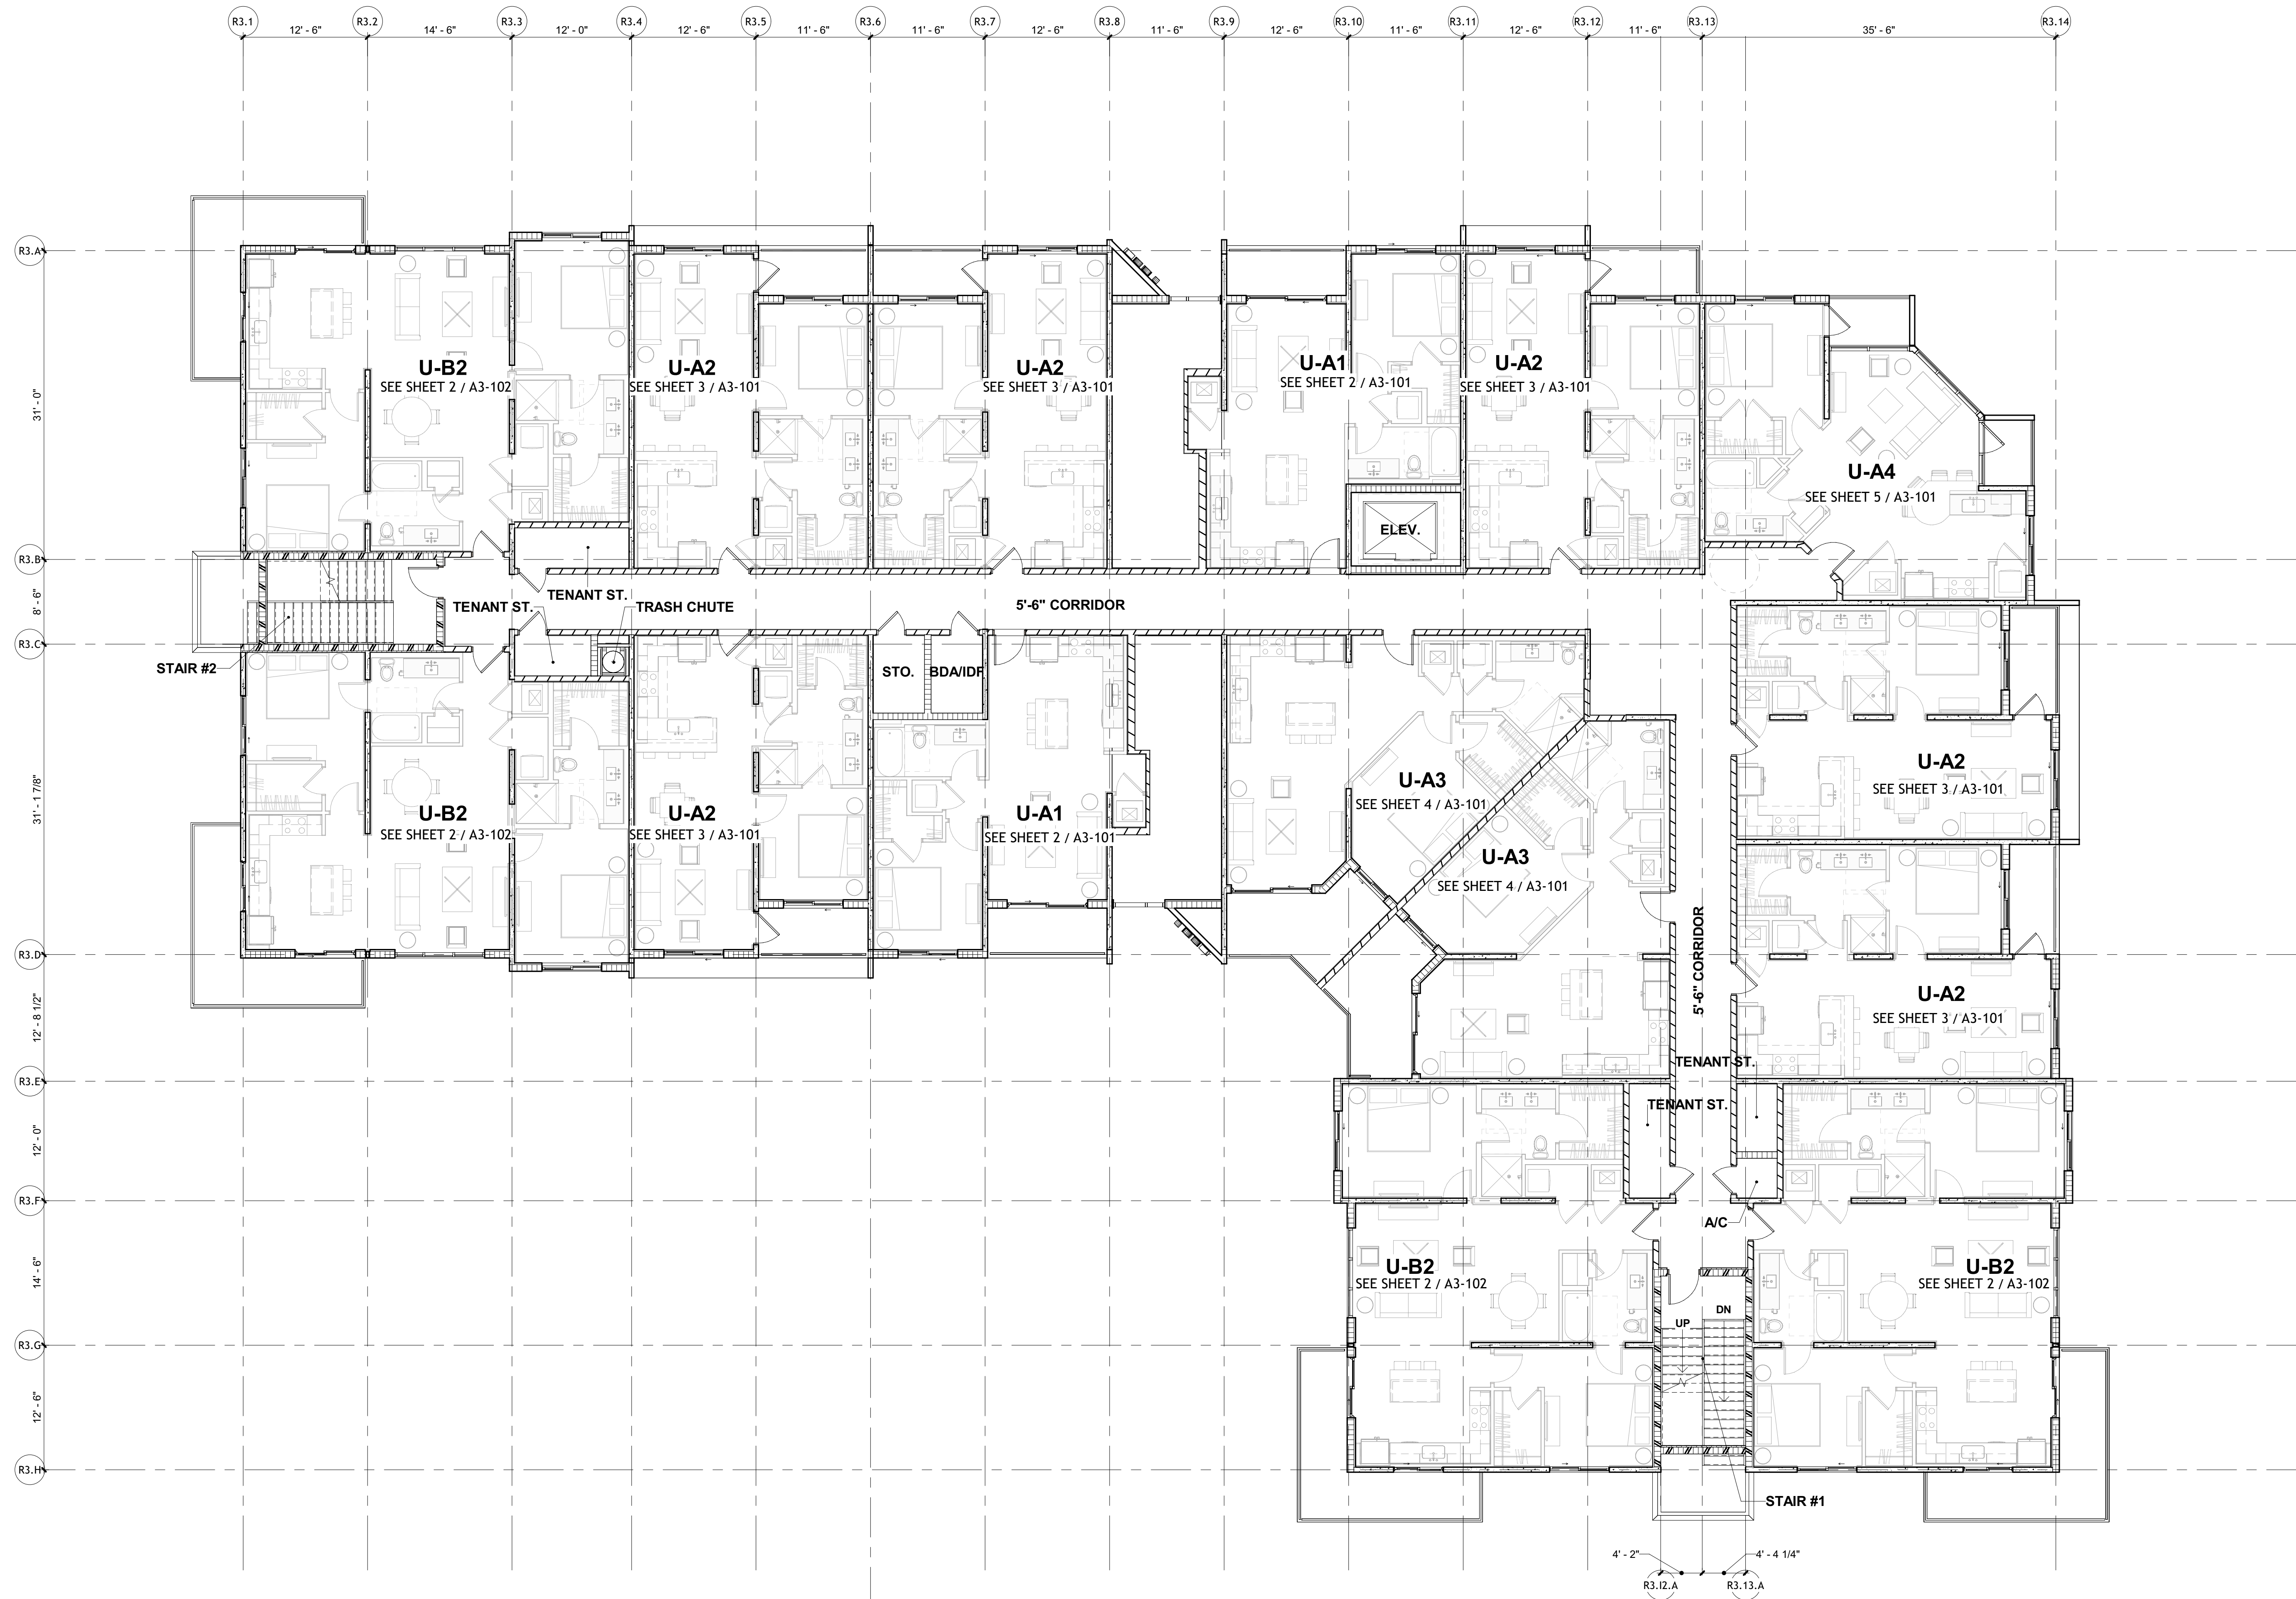 R3.1
R3.2
R3.3
R3.4
R3.5
R3.6
R3.7
R3.8
R3.9
R3.10
R3.11
R3.12
R3.13
R3.14
12' - 6"
14' - 6"
12' - 0"
12' - 6"
11' - 6"
11' - 6"
12' - 6"
11' - 6"
12' - 6"
11' - 6"
12' - 6"
11' - 6"
35' - 6"
R3.A
31' - 0"
U-B2
SEE SHEET 2 / A3-102
U-A2
SEE SHEET 3 / A3-101
U-A2
SEE SHEET 3 / A3-101
U-A1
SEE SHEET 2 / A3-101
U-A2
SEE SHEET 3 / A3-101
U-A4
SEE SHEET 5 / A3-101
ELEV.
R3.B
8' - 6"
TENANT ST.
TENANT ST.
TRASH CHUTE
5'-6" CORRIDOR
R3.C
STAIR #2
STO.
BDA/IDF
31' - 1 7/8"
U-B2
SEE SHEET 2 / A3-102
U-A2
SEE SHEET 3 / A3-101
U-A1
SEE SHEET 2 / A3-101
U-A3
SEE SHEET 4 / A3-101
U-A3
SEE SHEET 4 / A3-101
U-A2
SEE SHEET 3 / A3-101
R3.D
5'-6" CORRIDOR
U-A2
SEE SHEET 3 / A3-101
12' - 8 1/2"
TENANT ST.
R3.E
TENANT ST.
12' - 0"
R3.F
A/C
14' - 6"
U-B2
SEE SHEET 2 / A3-102
U-B2
SEE SHEET 2 / A3-102
DN
UP
R3.G
12' - 6"
R3.H
STAIR #1
4' - 2"
4' - 4 1/4"
R3.12.A
R3.13.A